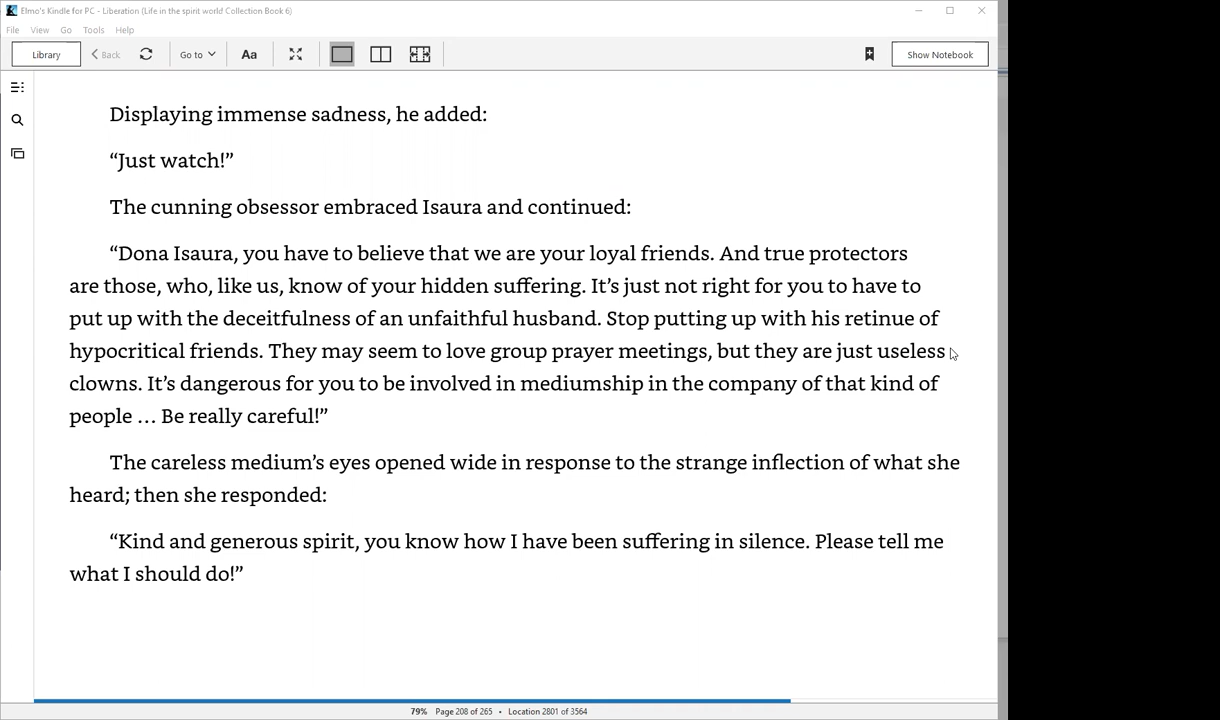 Elmo's Kindle for PC - Liberation (Life in the spirit world Collection Book 6)
File View Go Tools Help
Library Back Go to Aa Show Notebook
Displaying immense sadness, he added:
“Just watch!”
The cunning obsessor embraced Isaura and continued:
“Dona Isaura, you have to believe that we are your loyal friends. And true protectors
are those, who, like us, know of your hidden suffering. It’s just not right for you to have to
put up with the deceitfulness of an unfaithful husband. Stop putting up with his retinue of
hypocritical friends. They may seem to love group prayer meetings, but they are just useless
clowns. It’s dangerous for you to be involved in mediumship in the company of that kind of
people … Be really careful!”
The careless medium’s eyes opened wide in response to the strange inflection of what she
heard; then she responded:
“Kind and generous spirit, you know how I have been suffering in silence. Please tell me
what I should do!”
79% Page 208 of 265 • Location 2801 of 3564